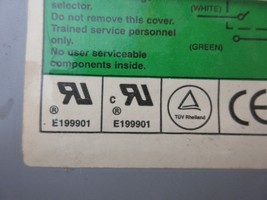 selector.
Do not remove this cover.
Trained service personnel
only.
No user serviceable
components inside.
(WHITE)
(GREEN)
® E199901
c ® E199901
TÜV Rheinland
CE